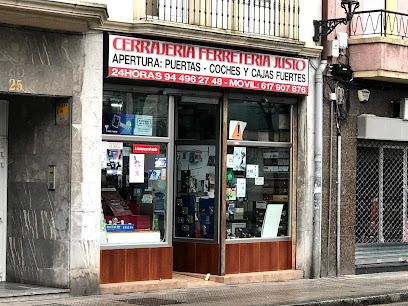 CERRAJERIA FERRETERIA JUSTO
APERTURA: PUERTAS - COCHES Y CAJAS FUERTES
24HORAS 94 496 27 48 - MOVIL: 617 907 876
25